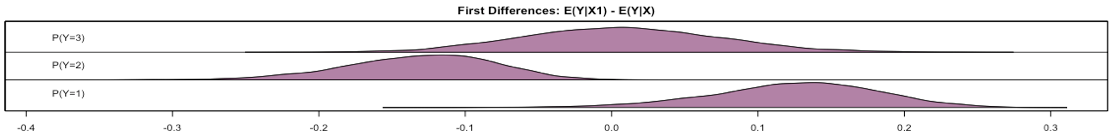 First Differences: E(Y|X1) - E(Y|X)
P(Y=3)
P(Y=2)
P(Y=1)
-0.4 -0.3 -0.2 -0.1 0.0 0.1 0.2 0.3